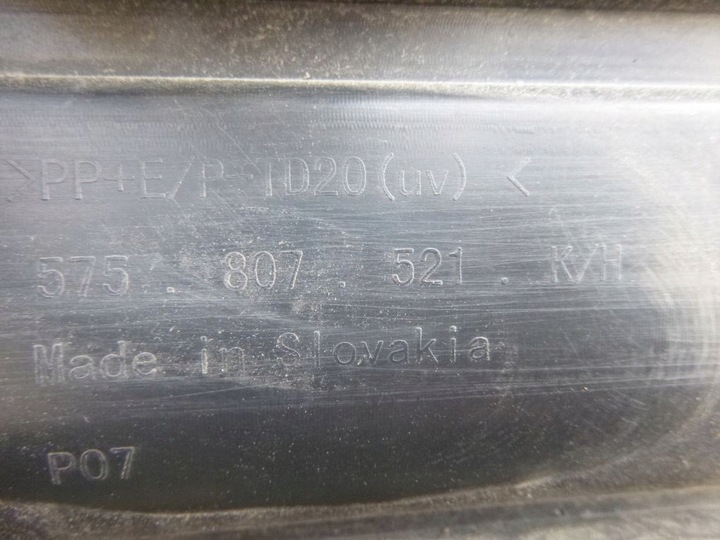 >PP+E/P-TD20(uv) <
575 . 807 . 521 . K/H
Made in Slovakia
P07